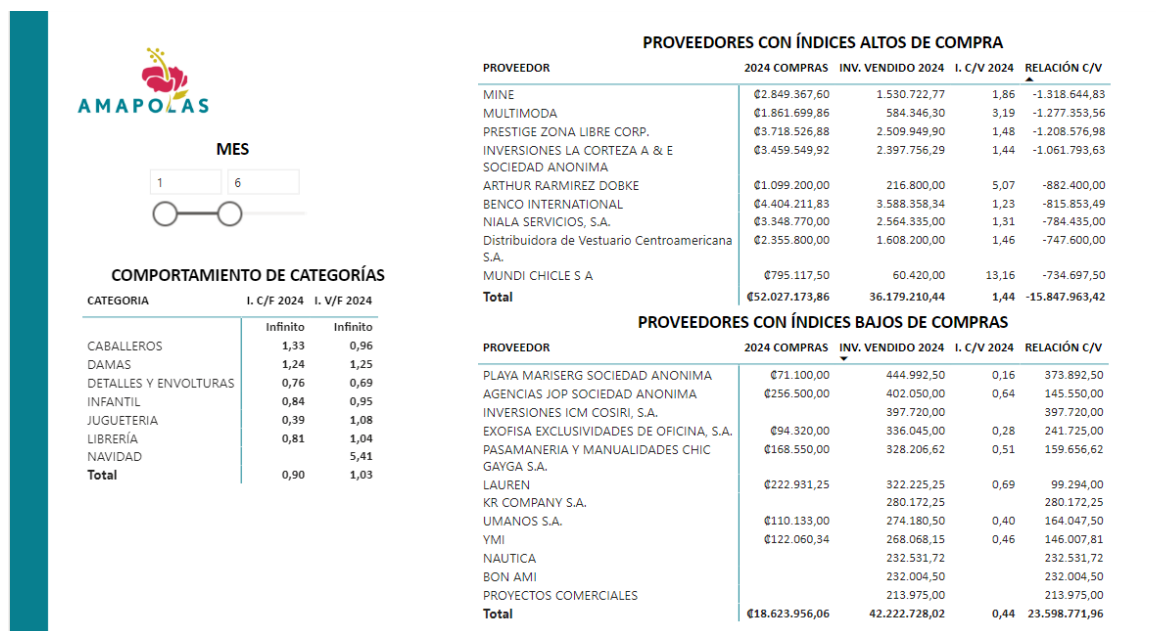 AMAPOLAS
MES
1 6
COMPORTAMIENTO DE CATEGORÍAS
CATEGORIA I. C/F 2024 I. V/F 2024
Infinito Infinito
CABALLEROS 1,33 0,96
DAMAS 1,24 1,25
DETALLES Y ENVOLTURAS 0,76 0,69
INFANTIL 0,84 0,95
JUGUETERIA 0,39 1,08
LIBRERÍA 0,81 1,04
NAVIDAD 5,41
Total 0,90 1,03
PROVEEDORES CON ÍNDICES ALTOS DE COMPRA
PROVEEDOR 2024 COMPRAS INV. VENDIDO 2024 I. C/V 2024 RELACIÓN C/V
MINE ₡2.849.367,60 1.530.722,77 1,86 -1.318.644,83
MULTIMODA ₡1.861.699,86 584.346,30 3,19 -1.277.353,56
PRESTIGE ZONA LIBRE CORP. ₡3.718.526,88 2.509.949,90 1,48 -1.208.576,98
INVERSIONES LA CORTEZA A & E ₡3.459.549,92 2.397.756,29 1,44 -1.061.793,63
SOCIEDAD ANONIMA
ARTHUR RARMIREZ DOBKE ₡1.099.200,00 216.800,00 5,07 -882.400,00
BENCO INTERNATIONAL ₡4.404.211,83 3.588.358,34 1,23 -815.853,49
NIALA SERVICIOS, S.A. ₡3.348.770,00 2.564.335,00 1,31 -784.435,00
Distribuidora de Vestuario Centroamericana ₡2.355.800,00 1.608.200,00 1,46 -747.600,00
S.A.
MUNDI CHICLE S A ₡795.117,50 60.420,00 13,16 -734.697,50
Total ₡52.027.173,86 36.179.210,44 1,44 -15.847.963,42
PROVEEDORES CON ÍNDICES BAJOS DE COMPRAS
PROVEEDOR 2024 COMPRAS INV. VENDIDO 2024 I. C/V 2024 RELACIÓN C/V
PLAYA MARISERG SOCIEDAD ANONIMA ₡71.100,00 444.992,50 0,16 373.892,50
AGENCIAS JOP SOCIEDAD ANONIMA ₡256.500,00 402.050,00 0,64 145.550,00
INVERSIONES ICM COSIRI, S.A. 397.720,00 397.720,00
EXOFISA EXCLUSIVIDADES DE OFICINA, S.A. ₡94.320,00 336.045,00 0,28 241.725,00
PASAMANERIA Y MANUALIDADES CHIC ₡168.550,00 328.206,62 0,51 159.656,62
GAYGA S.A.
LAUREN ₡222.931,25 322.225,25 0,69 99.294,00
KR COMPANY S.A. 280.172,25 280.172,25
UMANOS S.A. ₡110.133,00 274.180,50 0,40 164.047,50
YMI ₡122.060,34 268.068,15 0,46 146.007,81
NAUTICA 232.531,72 232.531,72
BON AMI 232.004,50 232.004,50
PROYECTOS COMERCIALES 213.975,00 213.975,00
Total ₡18.623.956,06 42.222.728,02 0,44 23.598.771,96